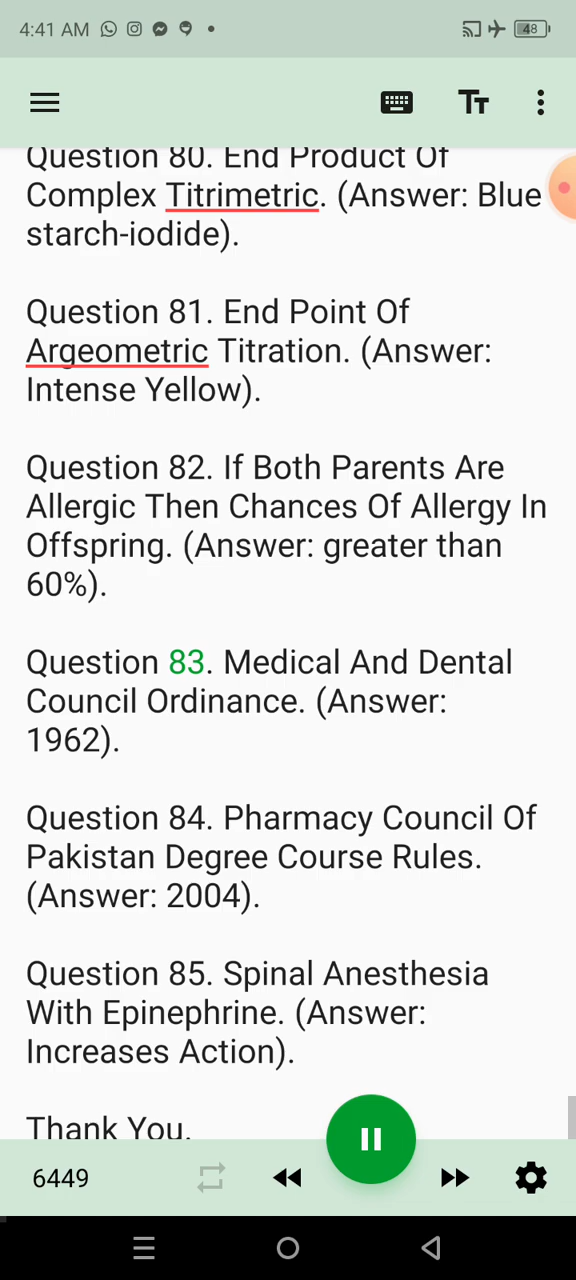 4:41 AM
48
Question 80. End Product Of
Complex Titrimetric. (Answer: Blue
starch-iodide).
Question 81. End Point Of
Argeometric Titration. (Answer:
Intense Yellow).
Question 82. If Both Parents Are
Allergic Then Chances Of Allergy In
Offspring. (Answer: greater than
60%).
Question 83. Medical And Dental
Council Ordinance. (Answer:
1962).
Question 84. Pharmacy Council Of
Pakistan Degree Course Rules.
(Answer: 2004).
Question 85. Spinal Anesthesia
With Epinephrine. (Answer:
Increases Action).
Thank You.
6449